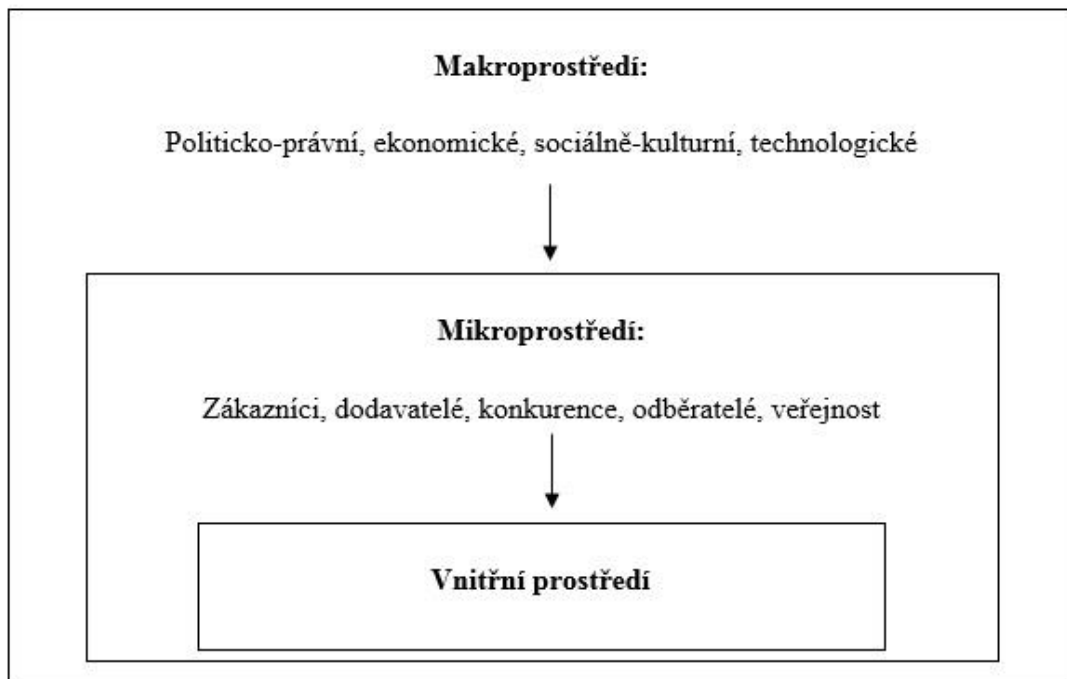 Makroprostředí:
Politicko-právní, ekonomické, sociálně-kulturní, technologické
Mikroprostředí:
Zákazníci, dodavatelé, konkurence, odběratelé, veřejnost
Vnitřní prostředí